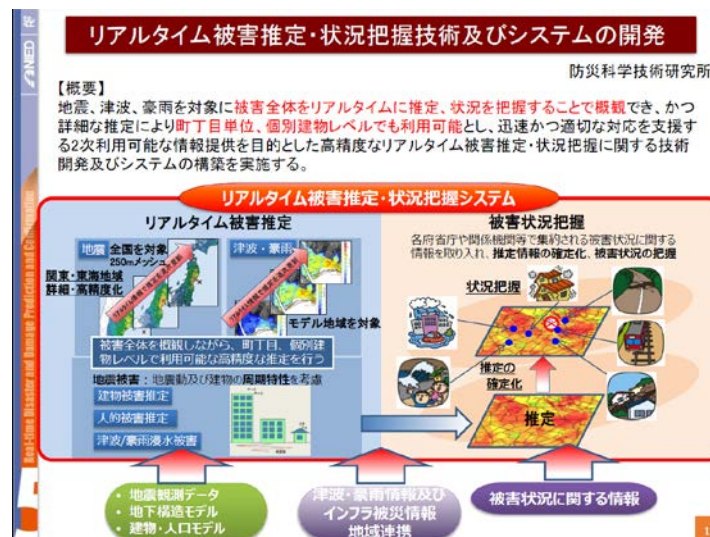 リアルタイム被害推定・状況把握技術及びシステムの開発
防災科学技術研究所
【概要】
地震、津波、豪雨を対象に被害全体をリアルタイムに推定、状況を把握することで概観でき、かつ
詳細な推定により町丁目単位、個別建物レベルでも利用可能とし、迅速かつ適切な対応を支援す
る2次利用可能な情報提供を目的とした高精度なリアルタイム被害推定・状況把握に関する技術
開発及びシステムの構築を実施する。
リアルタイム被害推定・状況把握システム
リアルタイム被害推定
地震
全国を対象
250mメッシュ
関東・東海地域
詳細・高精度化
津波・豪雨
モデル地域を対象
被害全体を概観しながら、町丁目、個別建
物レベルで利用可能な高精度な推定を行う
地震被害：地震動及び建物の周期特性を考慮
建物被害推定
人的被害推定
津波/豪雨浸水被害
被害状況把握
各府省庁や関係機関等で集約される被害状況に関する
情報を取り入れ、推定情報の確定化、被害状況の把握
状況把握
推定の
確定化
推定
• 地震観測データ
• 地下構造モデル
• 建物・人口モデル
津波・豪雨情報及び
インフラ被災情報
地域連携
被害状況に関する情報
Real-time Disaster and Damage Prediction and
1